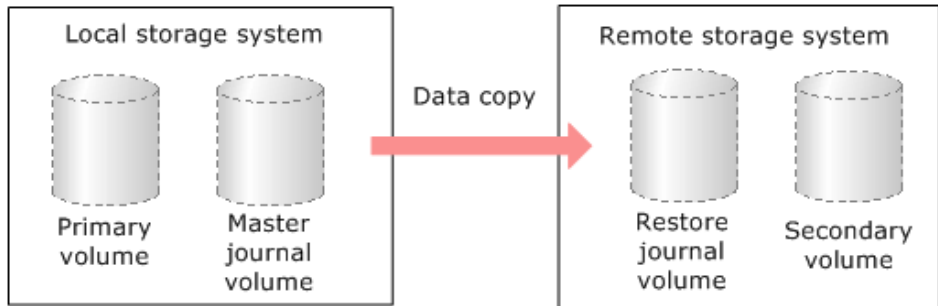 Local storage system
Remote storage system
Data copy
Primary
volume
Master
journal
volume
Restore
journal
volume
Secondary
volume